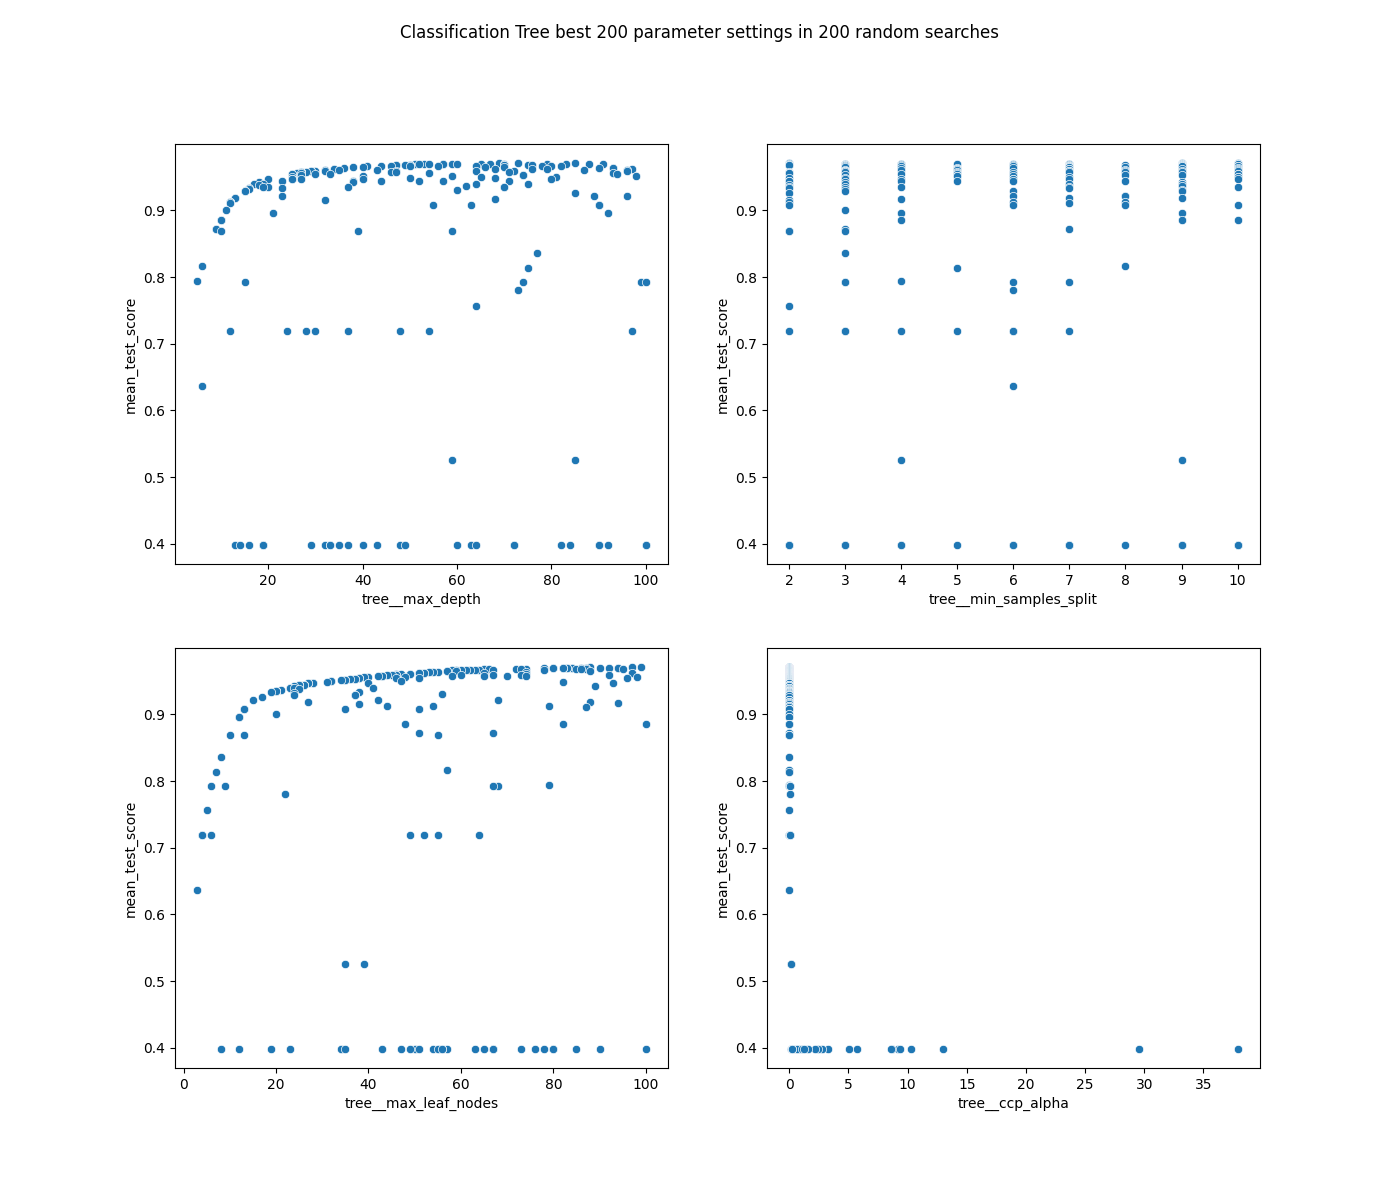 Classification Tree best 200 parameter settings in 200 random searches
mean_test_score
0.9
0.8
0.7
0.6
0.5
0.4
20 40 60 80 100
tree__max_depth
mean_test_score
0.9
0.8
0.7
0.6
0.5
0.4
2 3 4 5 6 7 8 9 10
tree__min_samples_split
mean_test_score
0.9
0.8
0.7
0.6
0.5
0.4
0 20 40 60 80 100
tree__max_leaf_nodes
mean_test_score
0.9
0.8
0.7
0.6
0.5
0.4
0 5 10 15 20 25 30 35
tree__ccp_alpha